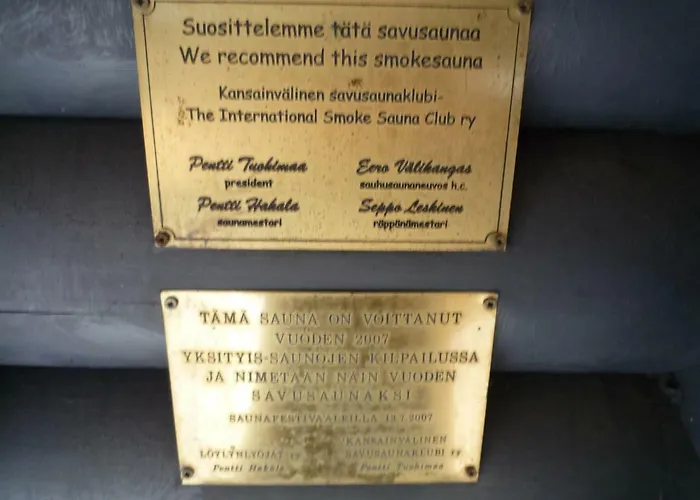 Suosittelemme tätä savusaunaa
We recommend this smokesauna
Kansainvälinen savusaunaklubi-
The International Smoke Sauna Club ry
Pentti Tuohimaa Eero Välikangas
president sauhusaunaneuvos h.c.
Pentti Hakala Seppo Leskinen
saunamestari räppänämestari
TÄMÄ SAUNA ON VOITTANUT
VUODEN 2007
YKSITYIS-SAUNOJEN KILPAILUSSA
JA NIMETÄÄN NÄIN VUODEN
SAVUSAUNAKSI
SAUNAFESTIVAALEILLA 13.7.2007
KANSAINVÄLINEN
LÖYLYNLYÖJÄT ry SAVUSAUNAKLUBI ry
Pentti Hakala Pentti Tuohimaa